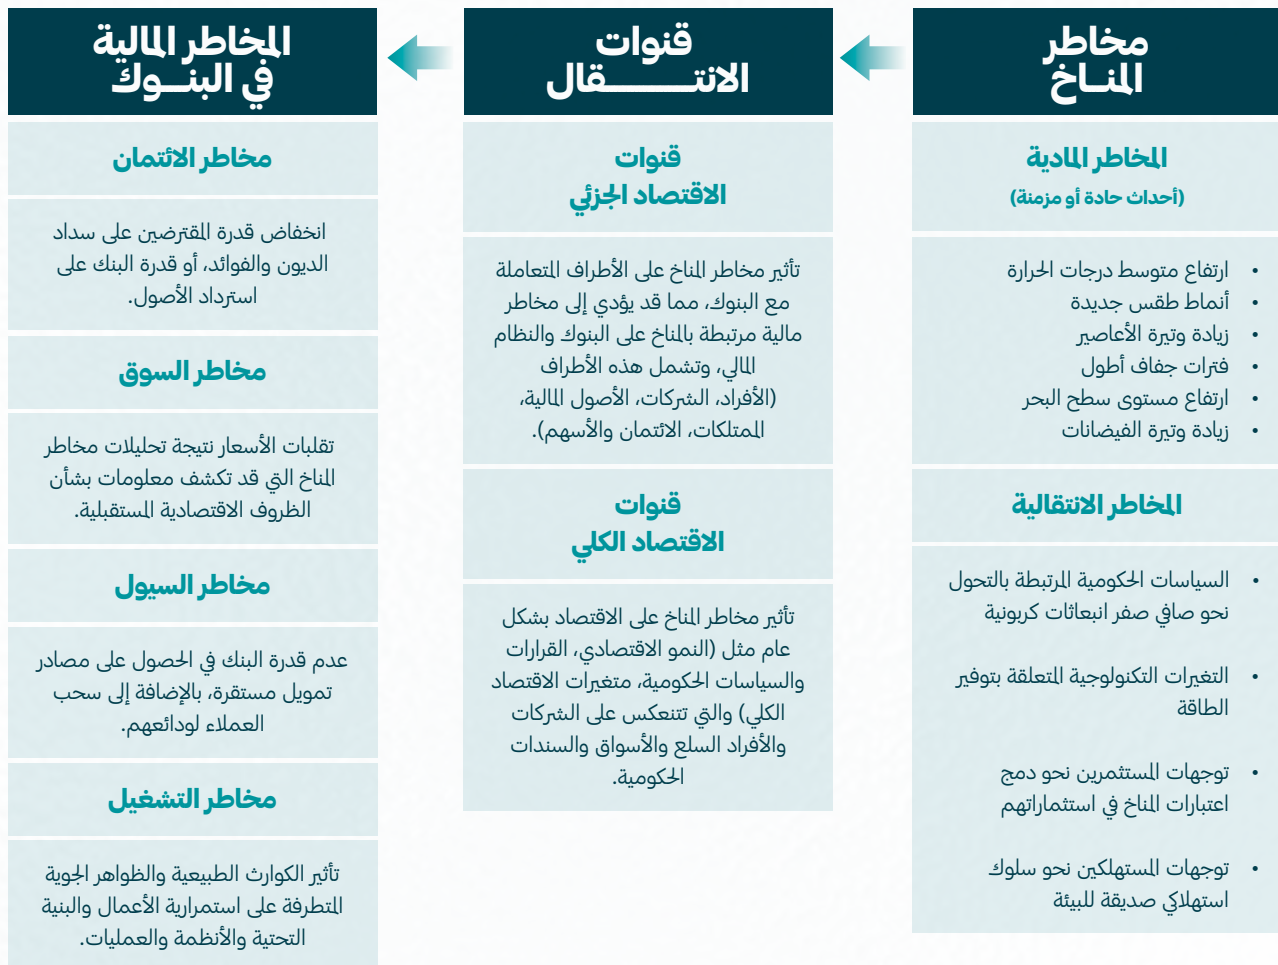 مخاطر
المنـاخ
المخاطر المادية
(أحداث حادة أو مزمنة)
• ارتفاع متوسط درجات الحرارة
• أنماط طقس جديدة
• زيادة وتيرة الأعاصير
• فترات جفاف أطول
• ارتفاع مستوى سطح البحر
• زيادة وتيرة الفيضانات
المخاطر الانتقالية
• السياسات الحكومية المرتبطة بالتحول
نحو صافي صفر انبعاثات كربونية
• التغيرات التكنولوجية المتعلقة بتوفير
الطاقة
• توجهات المستثمرين نحو دمج
اعتبارات المناخ في استثماراتهم
• توجهات المستهلكين نحو سلوك
استهلاكي صديقة للبيئة
قنوات
الانتـــــــقال
قنوات
الاقتصاد الجزئي
تأثير مخاطر المناخ على الأطراف المتعاملة
مع البنوك، مما قد يؤدي إلى مخاطر
مالية مرتبطة بالمناخ على البنوك والنظام
المالي، وتشمل هذه الأطراف
(الأفراد، الشركات، الأصول المالية،
الممتلكات، الائتمان والأسهم).
قنوات
الاقتصاد الكلي
تأثير مخاطر المناخ على الاقتصاد بشكل
عام مثل (النمو الاقتصادي، القرارات
والسياسات الحكومية، متغيرات الاقتصاد
الكلي) والتي تتنعكس على الشركات
والأفراد السلع والأسواق والسندات
الحكومية.
المخاطر المالية
في البنــوك
مخاطر الائتمان
انخفاض قدرة المقترضين على سداد
الديون والفوائد، أو قدرة البنك على
استرداد الأصول.
مخاطر السوق
تقلبات الأسعار نتيجة تحليلات مخاطر
المناخ التي قد تكشف معلومات بشأن
الظروف الاقتصادية المستقبلية.
مخاطر السيول
عدم قدرة البنك في الحصول على مصادر
تمويل مستقرة، بالإضافة إلى سحب
العملاء لودائعهم.
مخاطر التشغيل
تأثير الكوارث الطبيعية والظواهر الجوية
المتطرفة على استمرارية الأعمال والبنية
التحتية والأنظمة والعمليات.